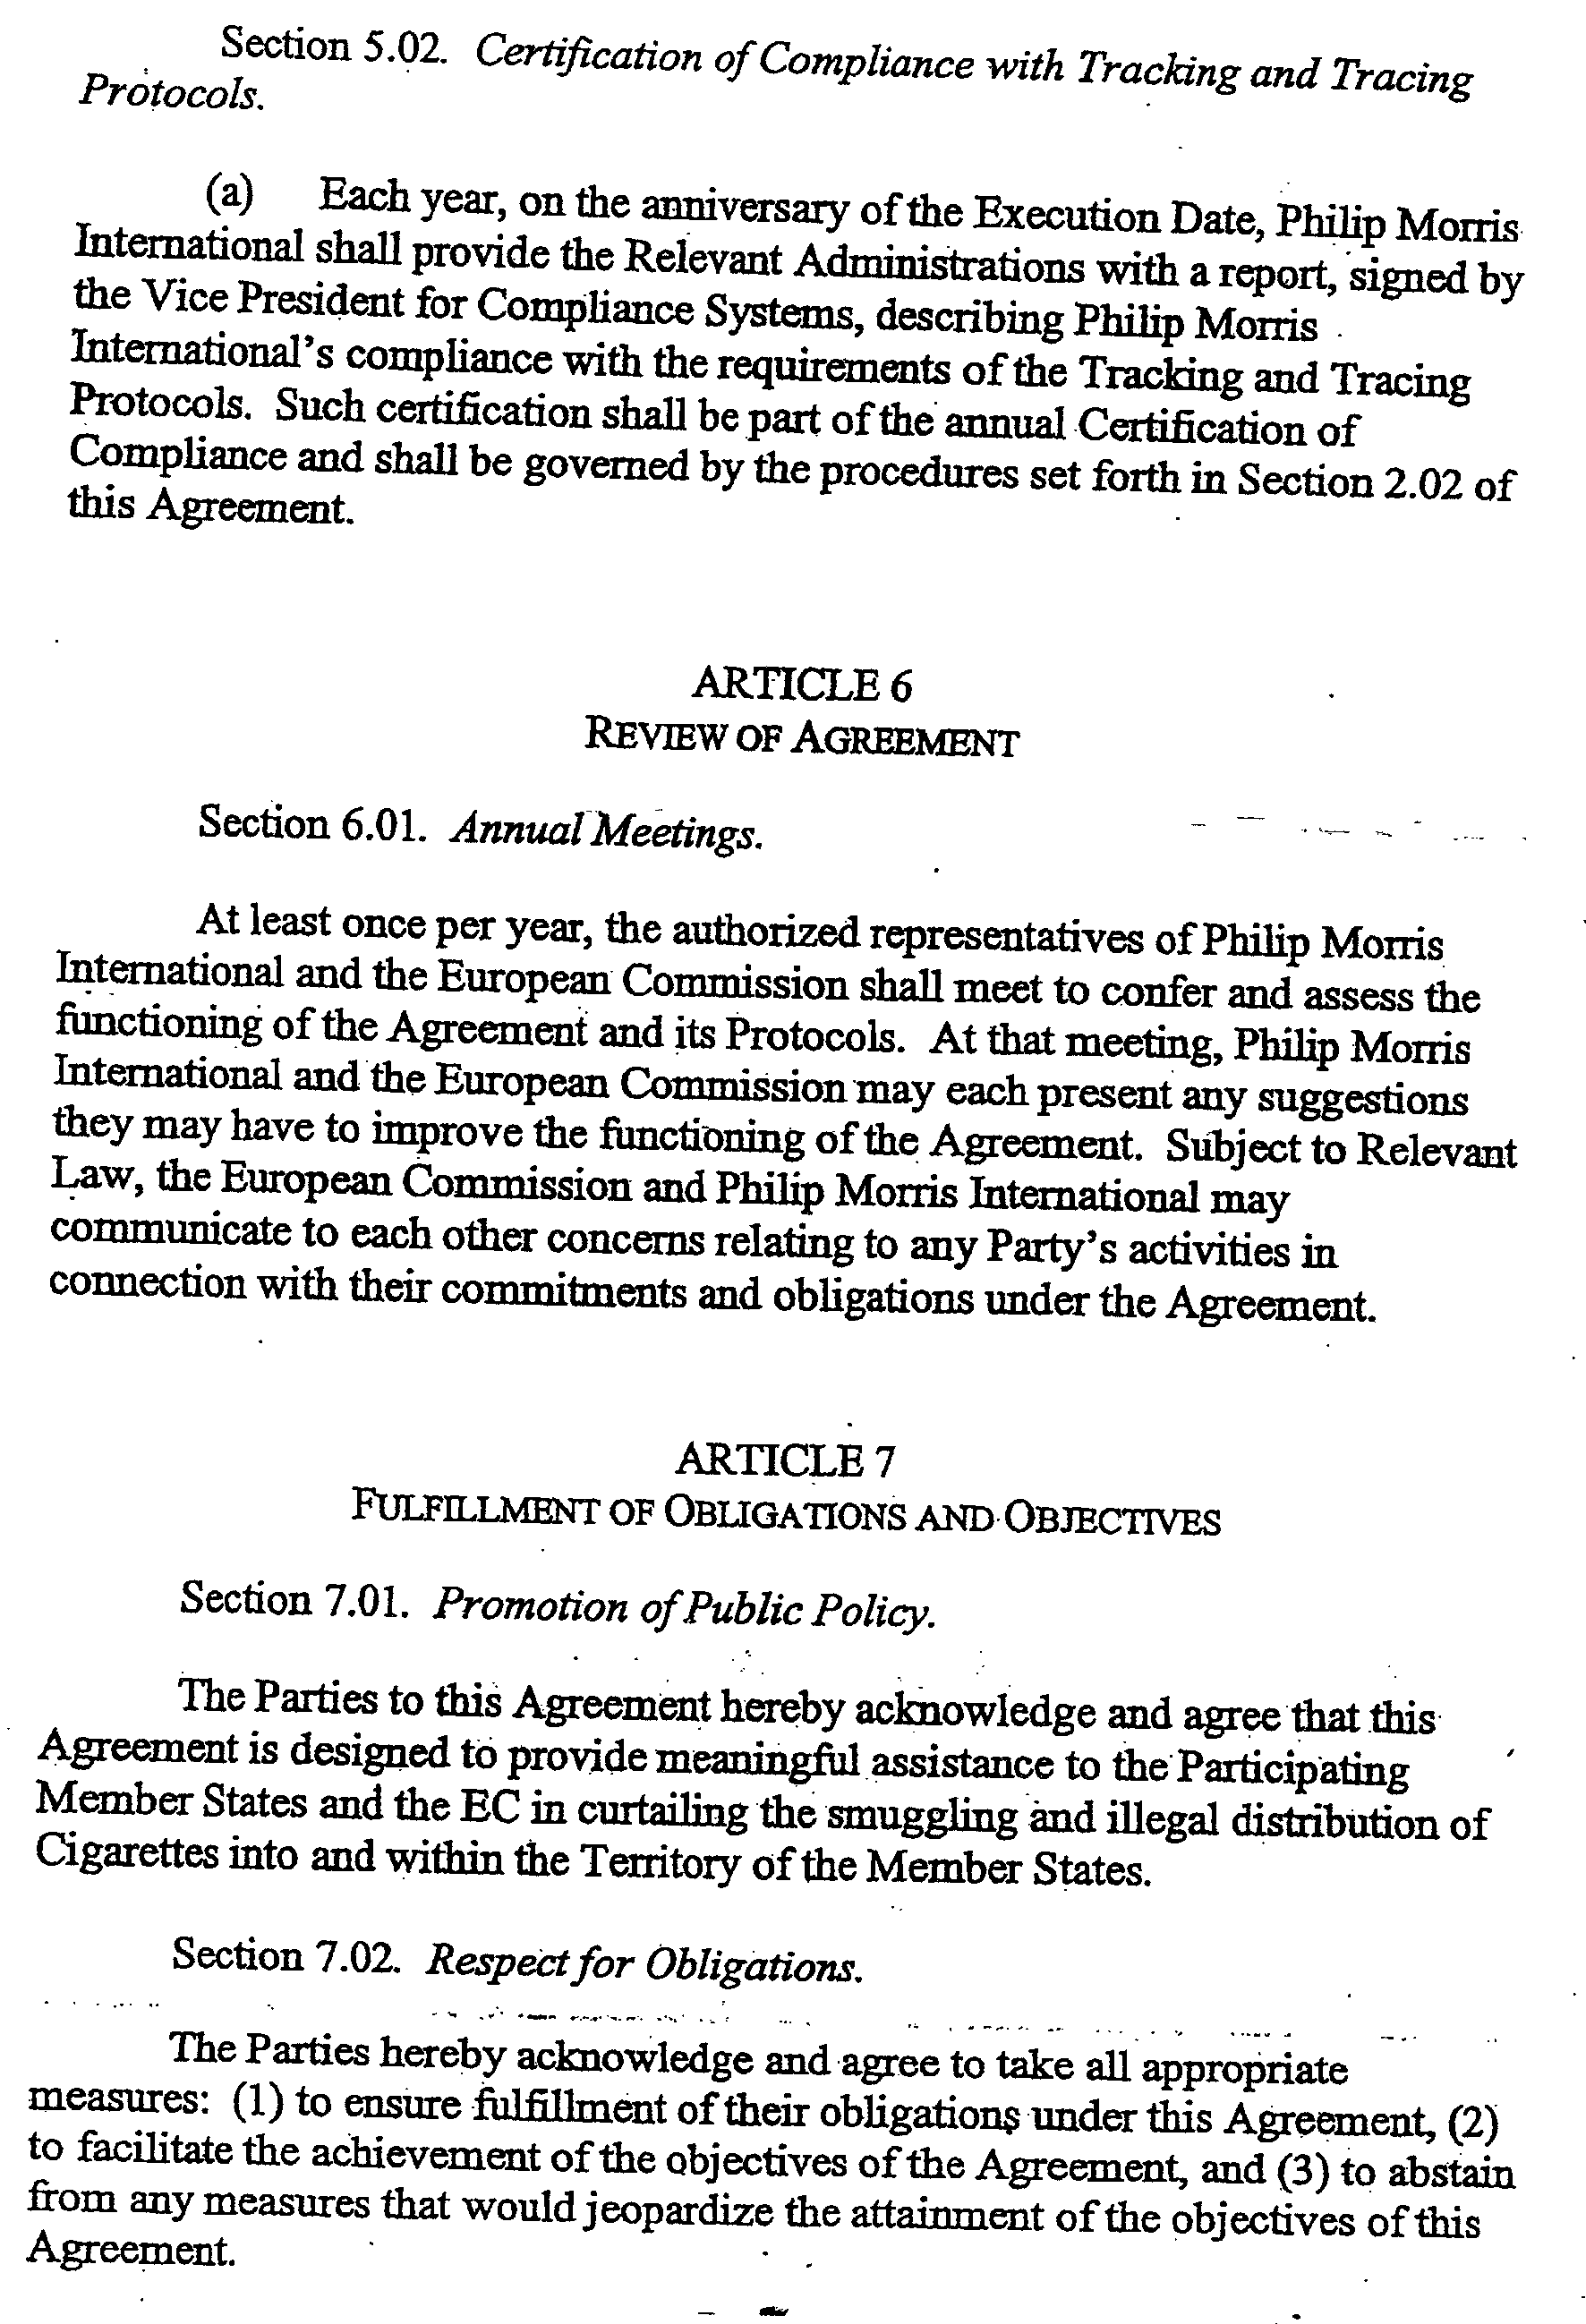 Section 5.02. Certification of Compliance with Tracking and Tracing
Protocols.
(a) Each year, on the anniversary of the Execution Date, Philip Morris
International shall provide the Relevant Administrations with a report, signed by
the Vice President for Compliance Systems, describing Philip Morris
International's compliance with the requirements of the Tracking and Tracing
Protocols. Such certification shall be part of the annual Certification of
Compliance and shall be governed by the procedures set forth in Section 2.02 of
this Agreement.
ARTICLE 6
REVIEW OF AGREEMENT
Section 6.01. Annual Meetings.
At least once per year, the authorized representatives of Philip Morris
International and the European Commission shall meet to confer and assess the
functioning of the Agreement and its Protocols. At that meeting, Philip Morris
International and the European Commission may each present any suggestions
they may have to improve the functioning of the Agreement. Subject to Relevant
Law, the European Commission and Philip Morris International may
communicate to each other concerns relating to any Party's activities in
connection with their commitments and obligations under the Agreement.
ARTICLE 7
FULFILLMENT OF OBLIGATIONS AND OBJECTIVES
Section 7.01. Promotion of Public Policy.
The Parties to this Agreement hereby acknowledge and agree that this
Agreement is designed to provide meaningful assistance to the Participating
Member States and the EC in curtailing the smuggling and illegal distribution of
Cigarettes into and within the Territory of the Member States.
Section 7.02. Respect for Obligations.
The Parties hereby acknowledge and agree to take all appropriate
measures: (1) to ensure fulfillment of their obligations under this Agreement, (2)
to facilitate the achievement of the objectives of the Agreement, and (3) to abstain
from any measures that would jeopardize the attainment of the objectives of this
Agreement.